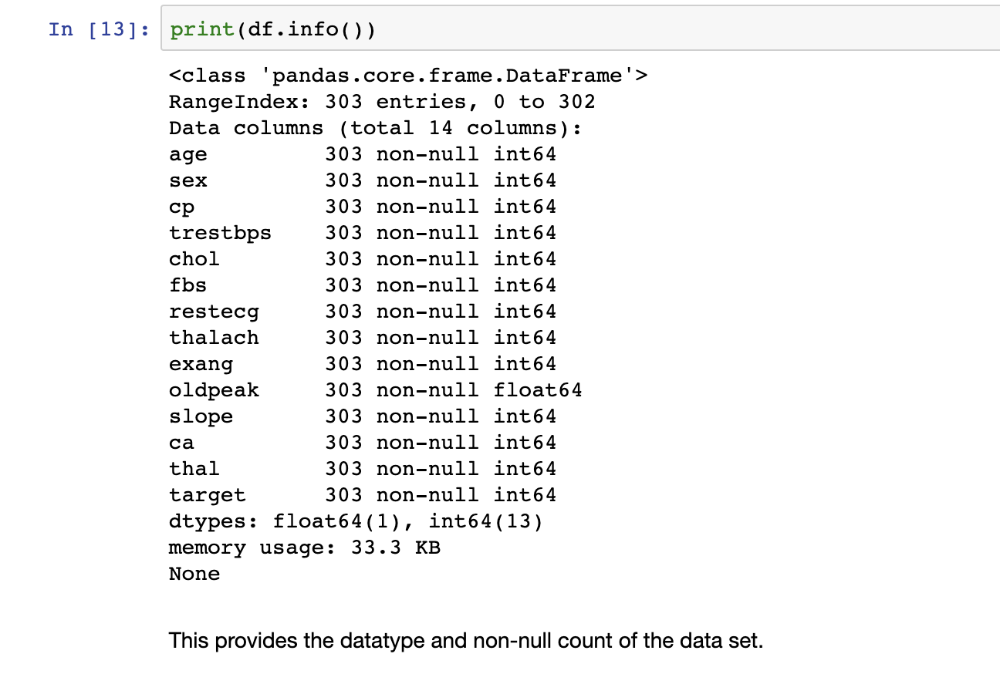 In [13]: print(df.info())
<class 'pandas.core.frame.DataFrame'>
RangeIndex: 303 entries, 0 to 302
Data columns (total 14 columns):
age         303 non-null int64
sex         303 non-null int64
cp          303 non-null int64
trestbps    303 non-null int64
chol        303 non-null int64
fbs         303 non-null int64
restecg     303 non-null int64
thalach     303 non-null int64
exang       303 non-null int64
oldpeak     303 non-null float64
slope       303 non-null int64
ca          303 non-null int64
thal        303 non-null int64
target      303 non-null int64
dtypes: float64(1), int64(13)
memory usage: 33.3 KB
None
This provides the datatype and non-null count of the data set.